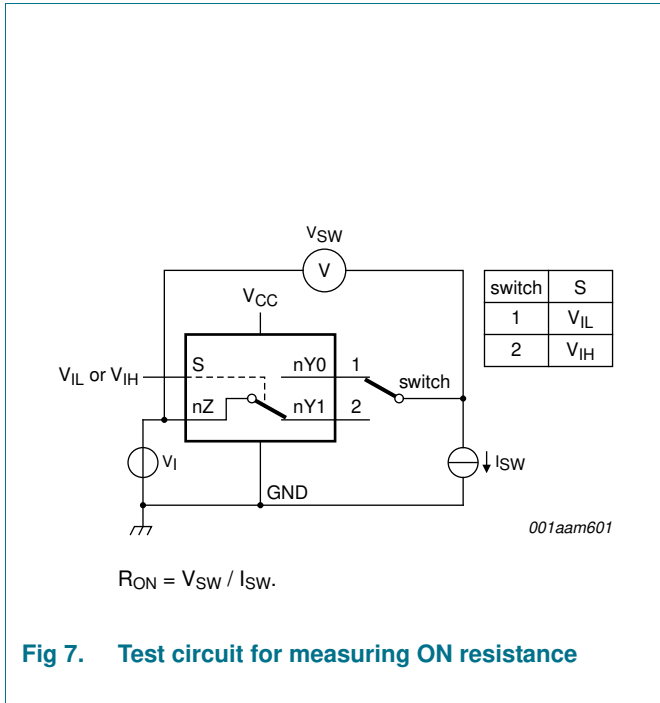 VSW
V
VCC
switch S
1 VIL
2 VIH
S
nY0
1
VIL or VIH
switch
nZ
nY1
2
VI
ISW
GND
001aam601
RON = VSW / ISW.
Fig 7. Test circuit for measuring ON resistance